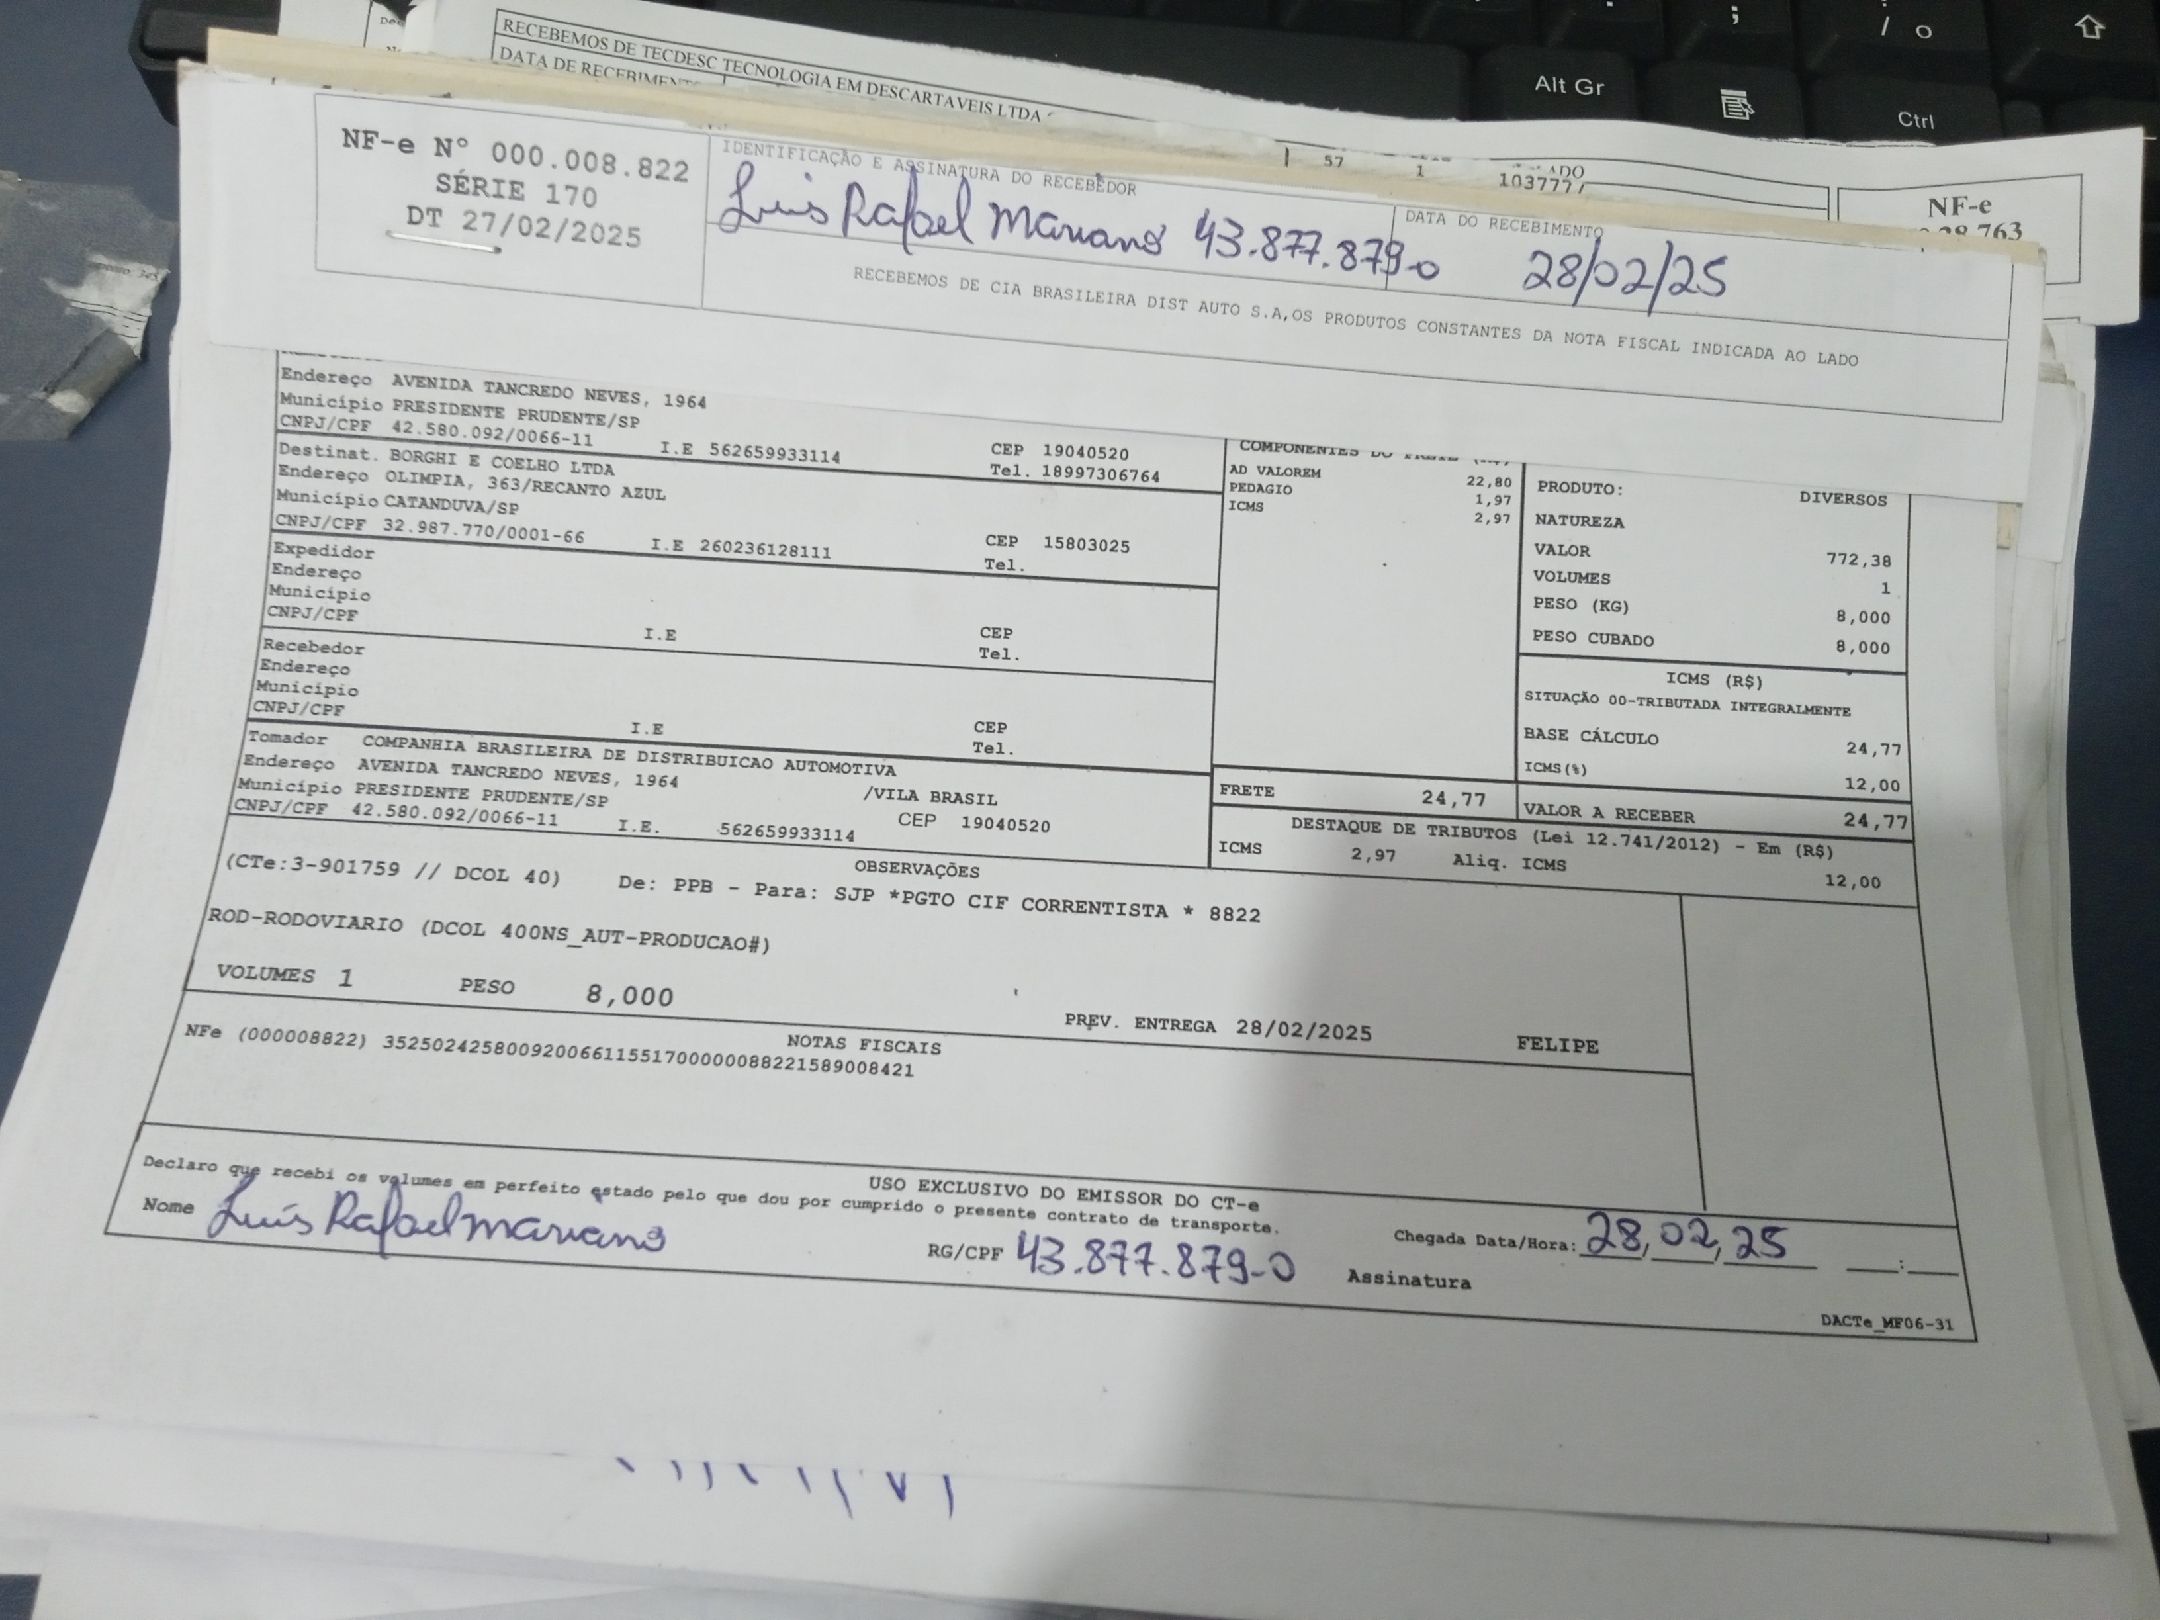 RECEBEMOS DE TECDESC TECNOLOGIA EM DESCARTAVEIS LTDA
DATA DE RECEBIMENTO
57 1 103777/
NF-e
28.763
Alt Gr
Ctrl
; / o
NF-e N° 000.008.822
SÉRIE 170
DT 27/02/2025
IDENTIFICAÇÃO E ASSINATURA DO RECEBEDOR
Luis Rafael Mariano 43.877.879-0
DATA DO RECEBIMENTO
28/02/25
RECEBEMOS DE CIA BRASILEIRA DIST AUTO S.A,OS PRODUTOS CONSTANTES DA NOTA FISCAL INDICADA AO LADO
Endereço AVENIDA TANCREDO NEVES, 1964
Município PRESIDENTE PRUDENTE/SP CEP 19040520
CNPJ/CPF 42.580.092/0066-11 I.E 562659933114 Tel. 18997306764
Destinat. BORGHI E COELHO LTDA
Endereço OLIMPIA, 363/RECANTO AZUL
Município CATANDUVA/SP CEP 15803025
CNPJ/CPF 32.987.770/0001-66 I.E 260236128111 Tel.
Expedidor
Endereço
Município CEP
CNPJ/CPF I.E Tel.
Recebedor
Endereço
Município CEP
CNPJ/CPF I.E Tel.
Tomador COMPANHIA BRASILEIRA DE DISTRIBUICAO AUTOMOTIVA
Endereço AVENIDA TANCREDO NEVES, 1964 /VILA BRASIL
Município PRESIDENTE PRUDENTE/SP CEP 19040520
CNPJ/CPF 42.580.092/0066-11 I.E. 562659933114
COMPONENTES DO FRETE
AD VALOREM 22,80
PEDAGIO 1,97
ICMS 2,97
PRODUTO: DIVERSOS
NATUREZA
VALOR 772,38
VOLUMES 1
PESO (KG) 8,000
PESO CUBADO 8,000
ICMS (R$)
SITUAÇÃO 00-TRIBUTADA INTEGRALMENTE
BASE CÁLCULO 24,77
ICMS(%) 12,00
FRETE 24,77 VALOR A RECEBER 24,77
DESTAQUE DE TRIBUTOS (Lei 12.741/2012) - Em (R$)
ICMS 2,97 Aliq. ICMS 12,00
OBSERVAÇÕES
(CTe:3-901759 // DCOL 40) De: PPB - Para: SJP *PGTO CIF CORRENTISTA * 8822
ROD-RODOVIARIO (DCOL 400NS_AUT-PRODUCAO#)
VOLUMES 1 PESO 8,000 PREV. ENTREGA 28/02/2025 FELIPE
NOTAS FISCAIS
NFe (000008822) 35250242580092006611551700000088221589008421
USO EXCLUSIVO DO EMISSOR DO CT-e
Declaro que recebi os volumes em perfeito estado pelo que dou por cumprido o presente contrato de transporte.
Nome Luís Rafael Mariano RG/CPF 43.877.879-0 Chegada Data/Hora: 28,02,25 __:__
Assinatura
DACTe_MF06-31